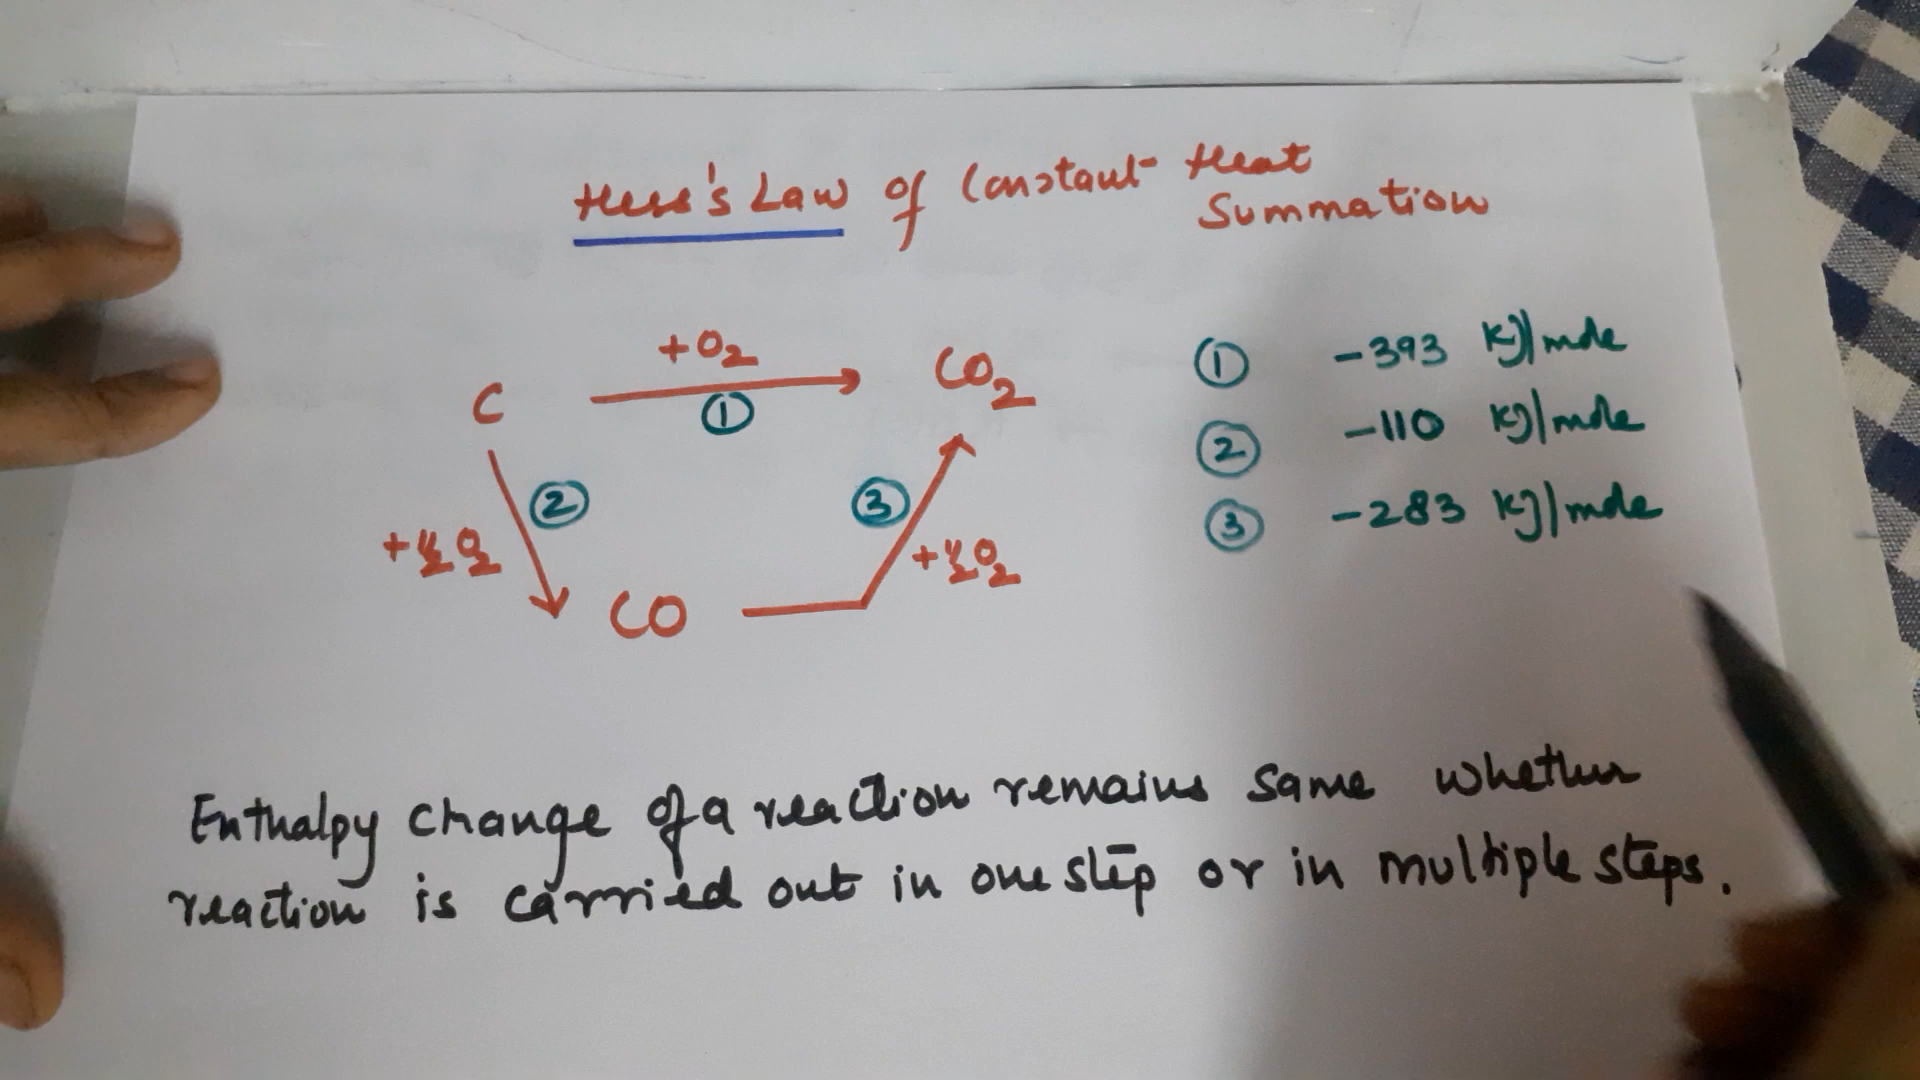 Hess's Law of Constant Heat
Summation
+O2
C
CO2
①
②
③
+½O2
+½O2
CO
① -393 KJ/mole
② -110 KJ/mole
③ -283 KJ/mole
Enthalpy change of a reaction remains same whether
reaction is carried out in one step or in multiple steps.